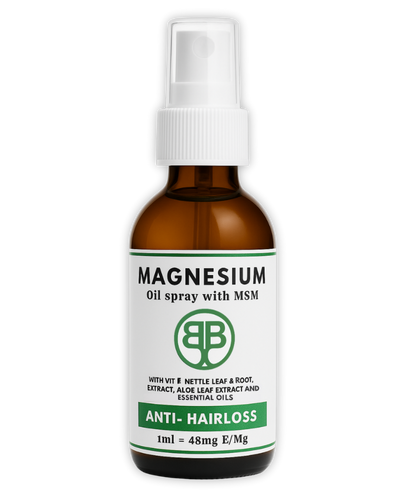 MAGNESIUM
Oil spray with MSM
BB
WITH VIT E NETTLE LEAF & ROOT,
EXTRACT, ALOE LEAF EXTRACT AND
ESSENTIAL OILS
ANTI- HAIRLOSS
1ml = 48mg E/Mg